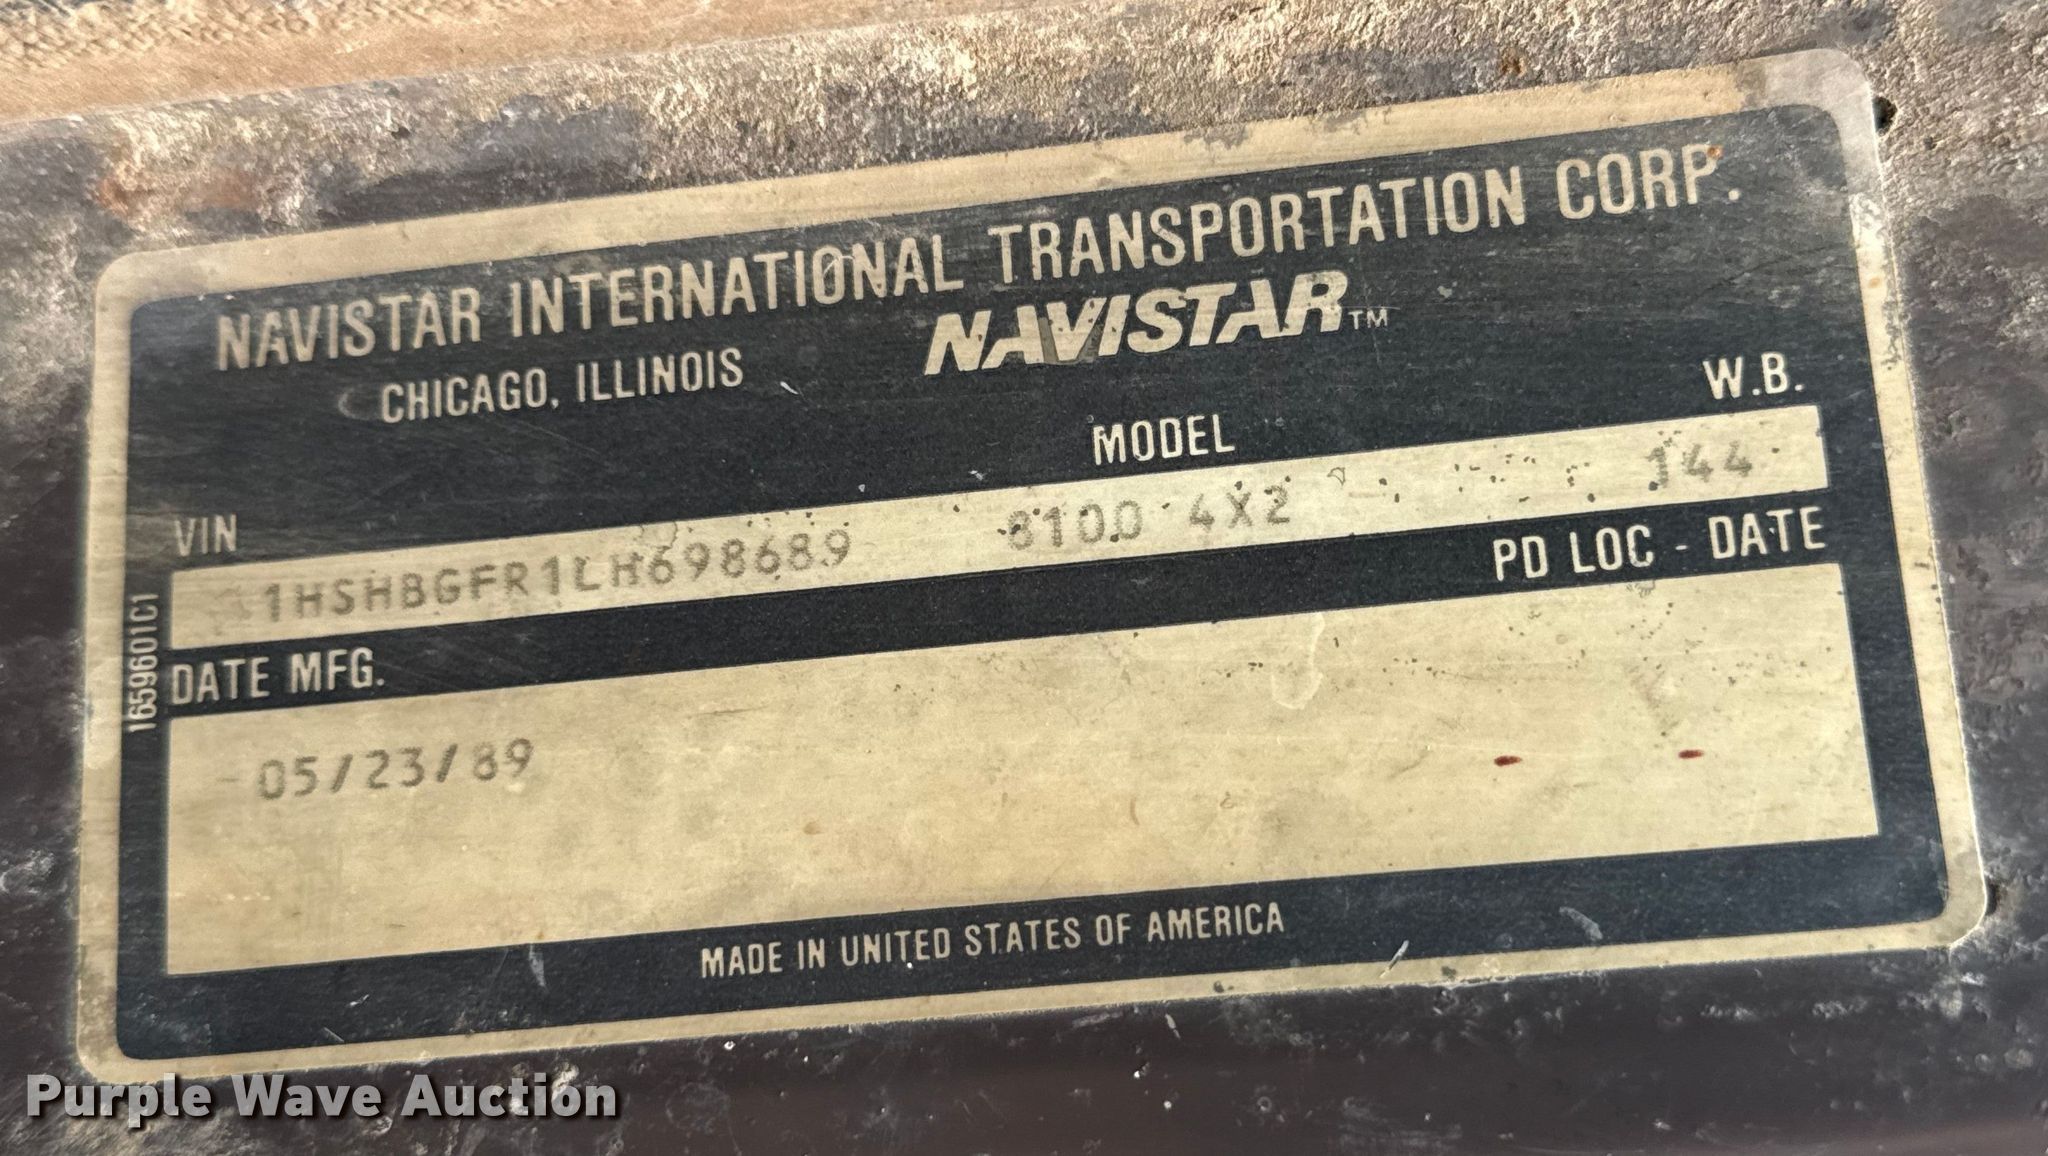 NAVISTAR INTERNATIONAL TRANSPORTATION CORP.
CHICAGO, ILLINOIS
NAVISTAR™
VIN
MODEL
W.B.
1HSHBGFR1LH698689
8100 4X2
144
1659601C1
DATE MFG.
PD LOC - DATE
05/23/89
MADE IN UNITED STATES OF AMERICA
Purple Wave Auction